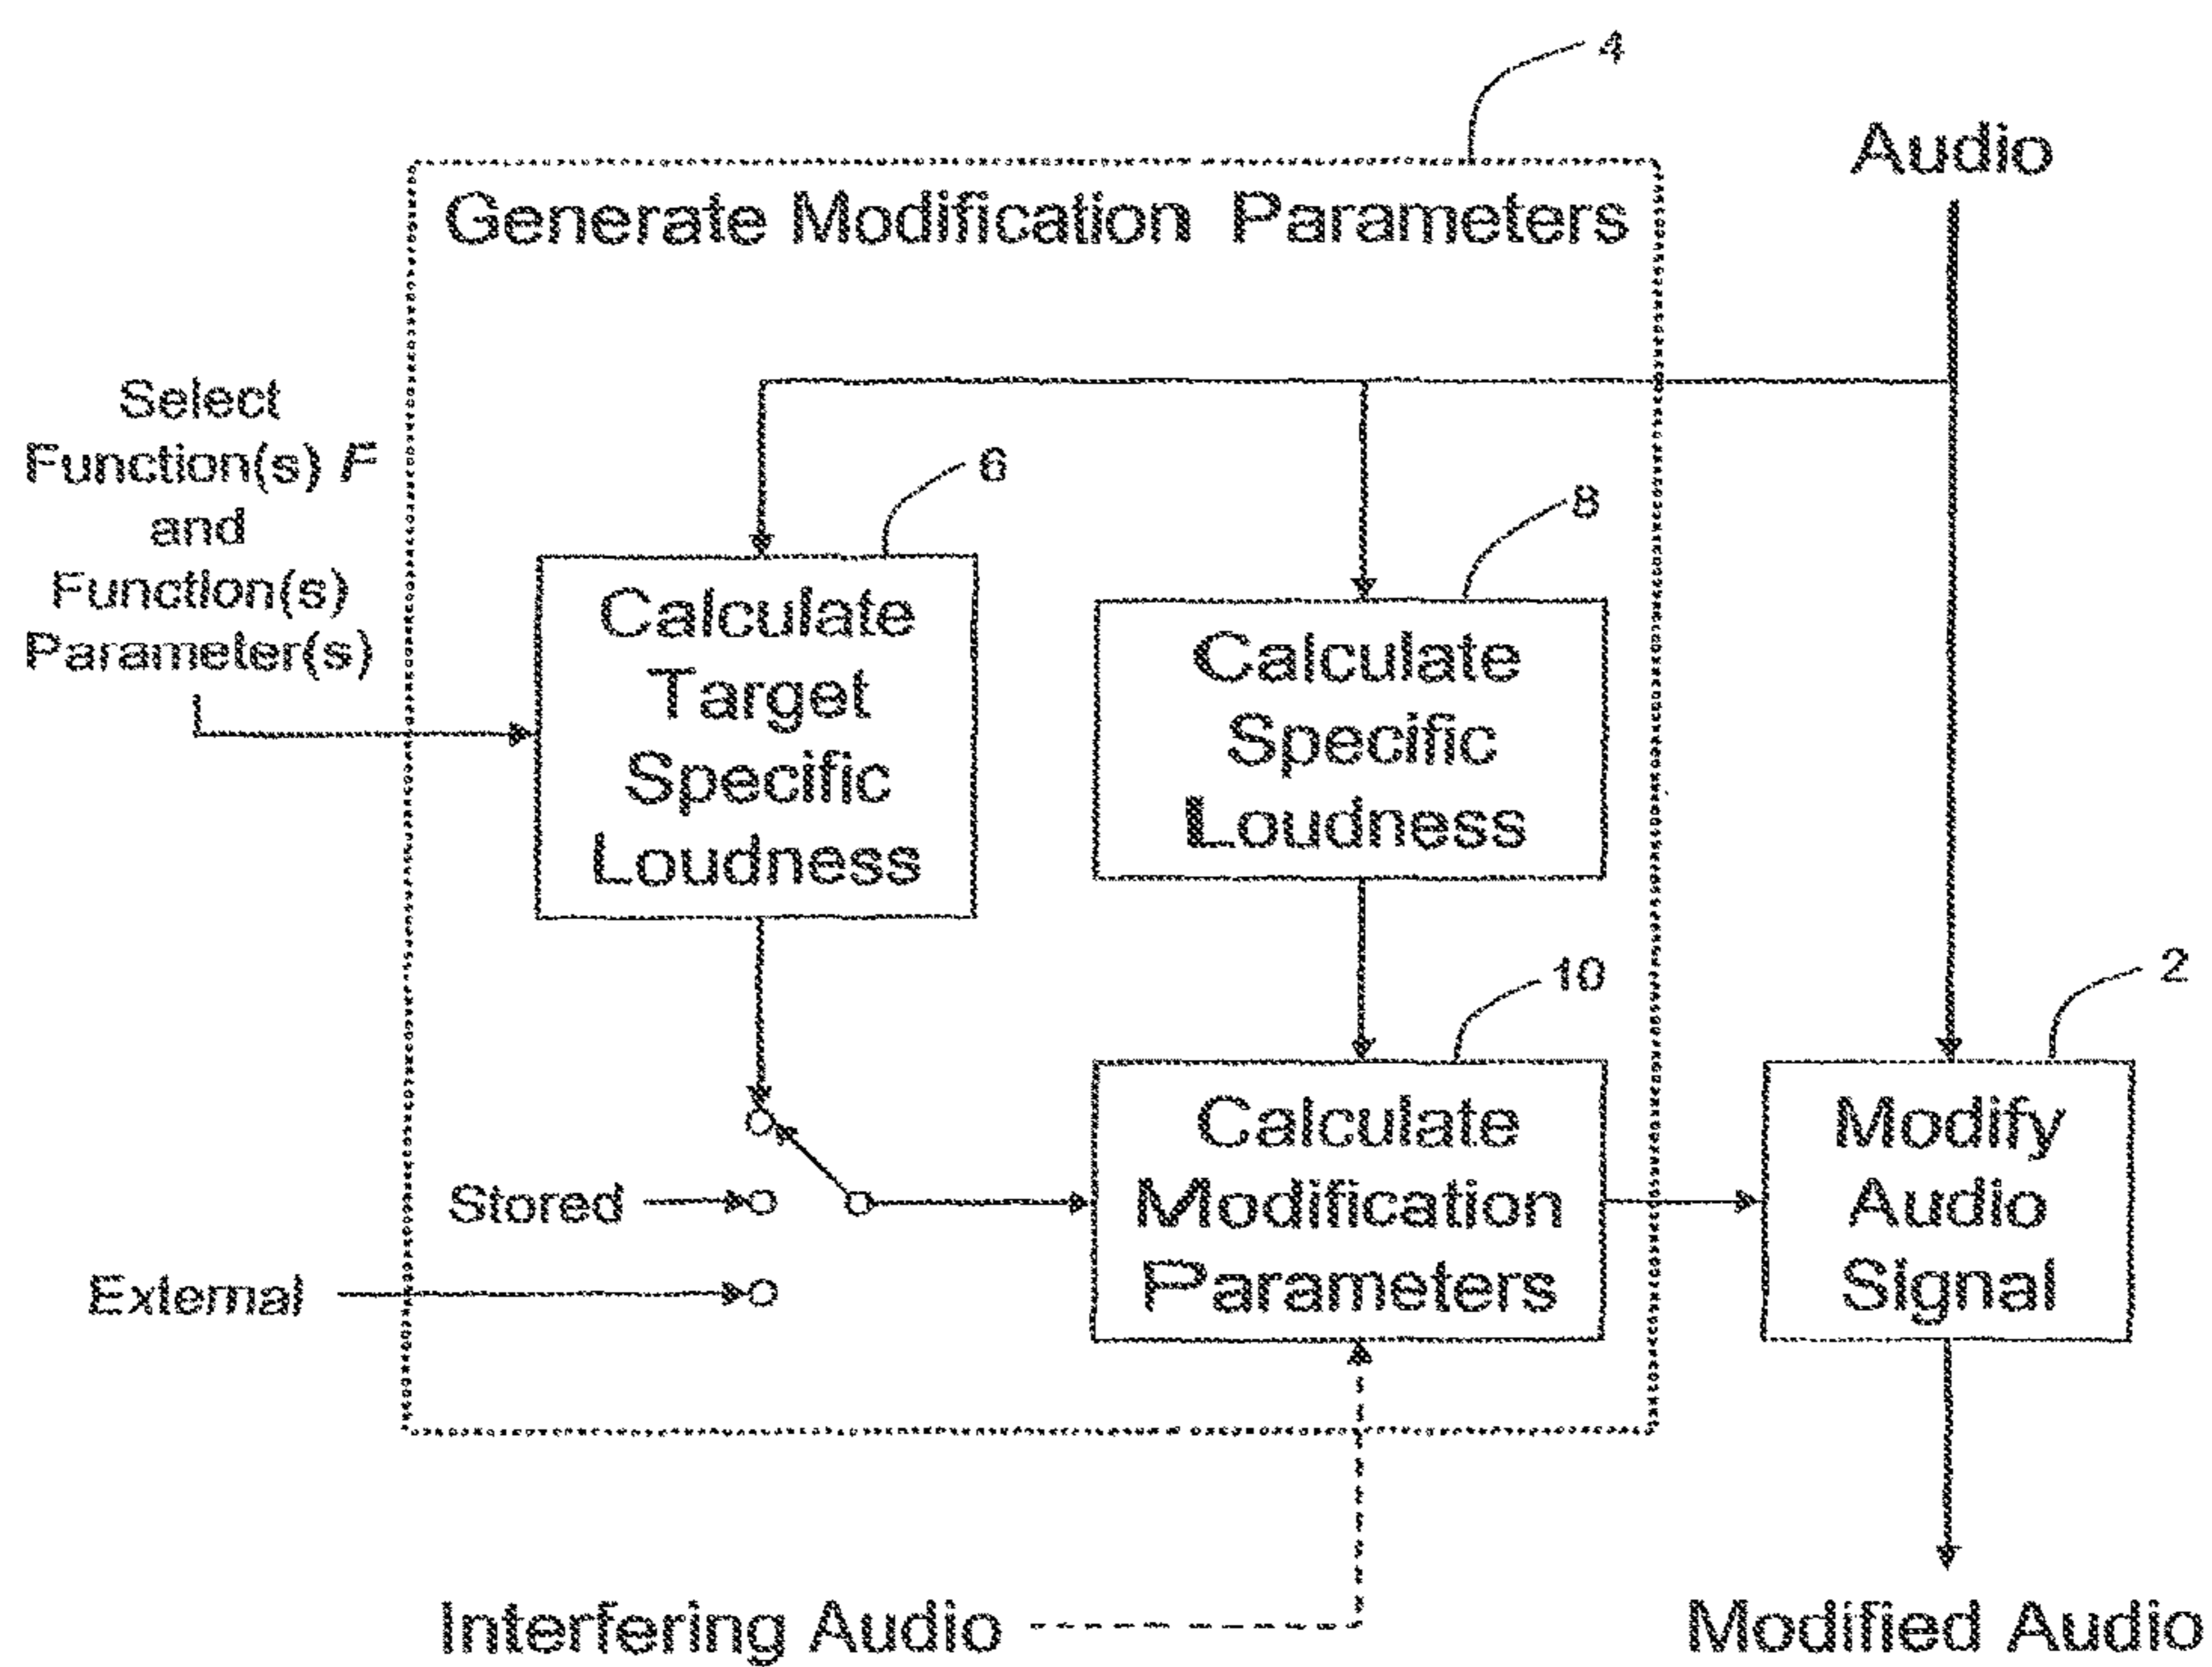 4
Audio
Generate Modification Parameters
Select
Function(s) F
and
Function(s)
Parameter(s)
6
8
Calculate
Target
Specific
Loudness
Calculate
Specific
Loudness
10
2
Calculate
Modification
Parameters
Modify
Audio
Signal
Stored
External
Interfering Audio
Modified Audio